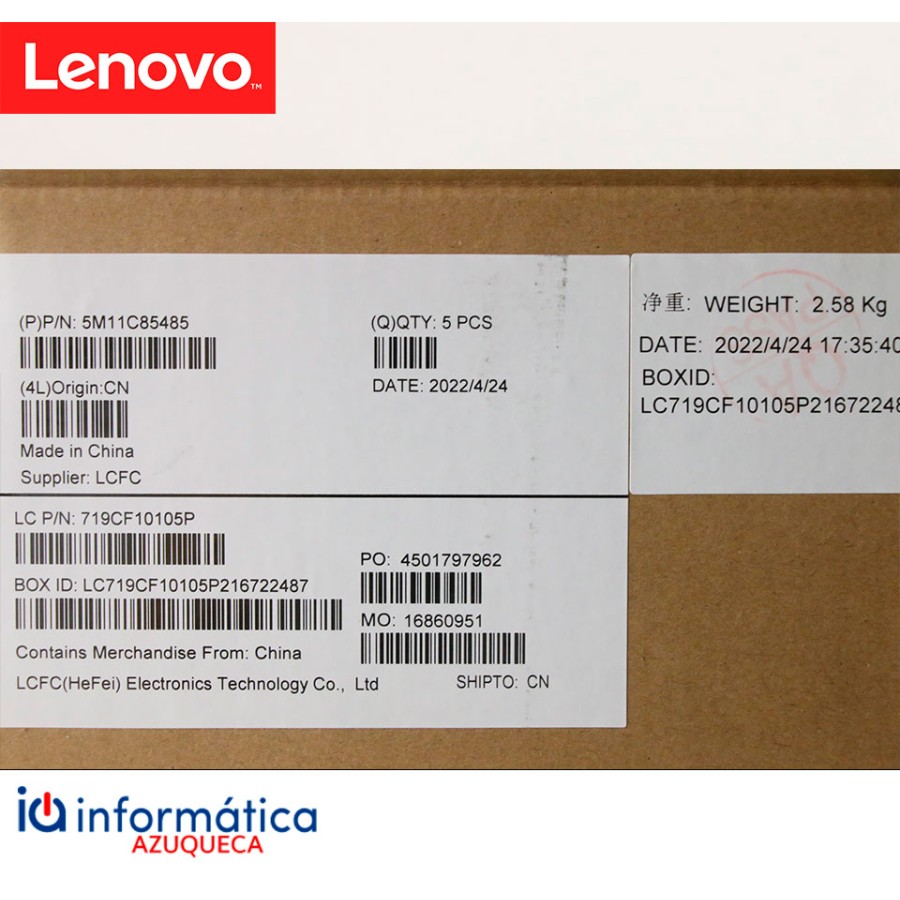 Lenovo™
(P)P/N: 5M11C85485
(Q)QTY: 5 PCS
(4L)Origin:CN
DATE: 2022/4/24
Made in China
Supplier: LCFC
净重: WEIGHT: 2.58 Kg
DATE: 2022/4/24 17:35:40
BOXID:
LC719CF10105P21672248
LC P/N: 719CF10105P
PO: 4501797962
BOX ID: LC719CF10105P216722487
MO: 16860951
Contains Merchandise From: China
LCFC(HeFei) Electronics Technology Co., Ltd
SHIPTO: CN
iQ informática
AZUQUECA